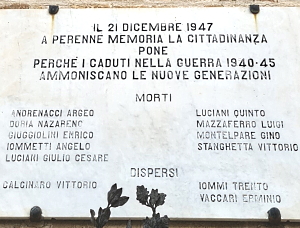 IL 21 DICEMBRE 1947
A PERENNE MEMORIA LA CITTADINANZA
PONE
PERCHÉ I CADUTI NELLA GUERRA 1940-45
AMMONISCANO LE NUOVE GENERAZIONI
MORTI
ANDRENACCI ARGEO
DORIA NAZARENO
GIUGGIOLINI ENRICO
IOMMETTI ANGELO
LUCIANI GIULIO CESARE
LUCIANI QUINTO
MAZZAFERRO LUIGI
MONTELPARE GINO
STANGHETTA VITTORIO
DISPERSI
CALCINARO VITTORIO
IOMMI TRENTO
VACCARI ERMINIO